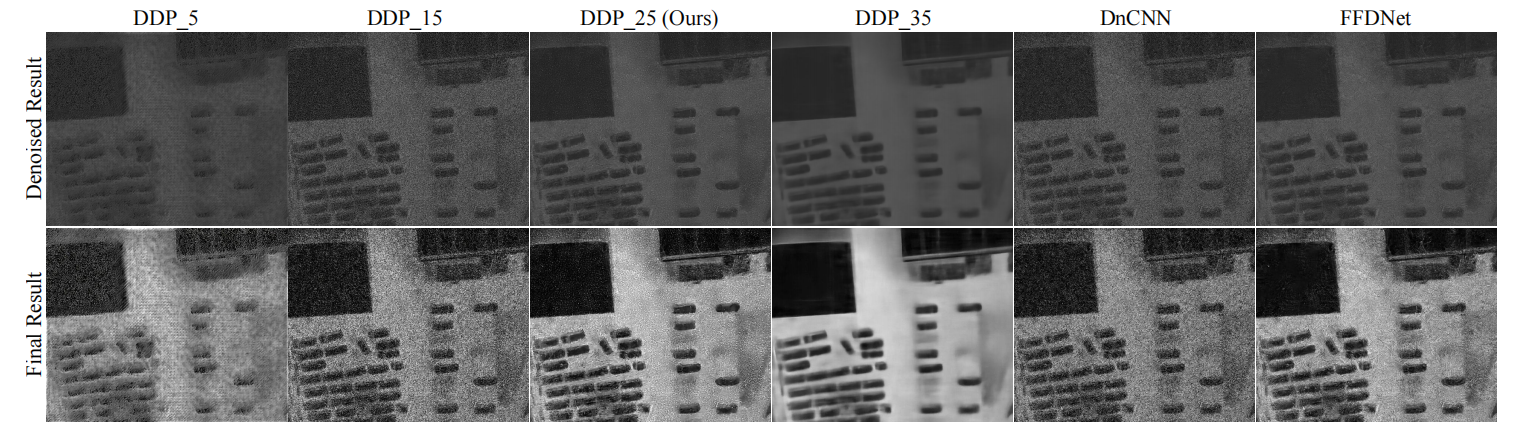 DDP_5 DDP_15 DDP_25 (Ours) DDP_35 DnCNN FFDNet
Denoised Result
Final Result